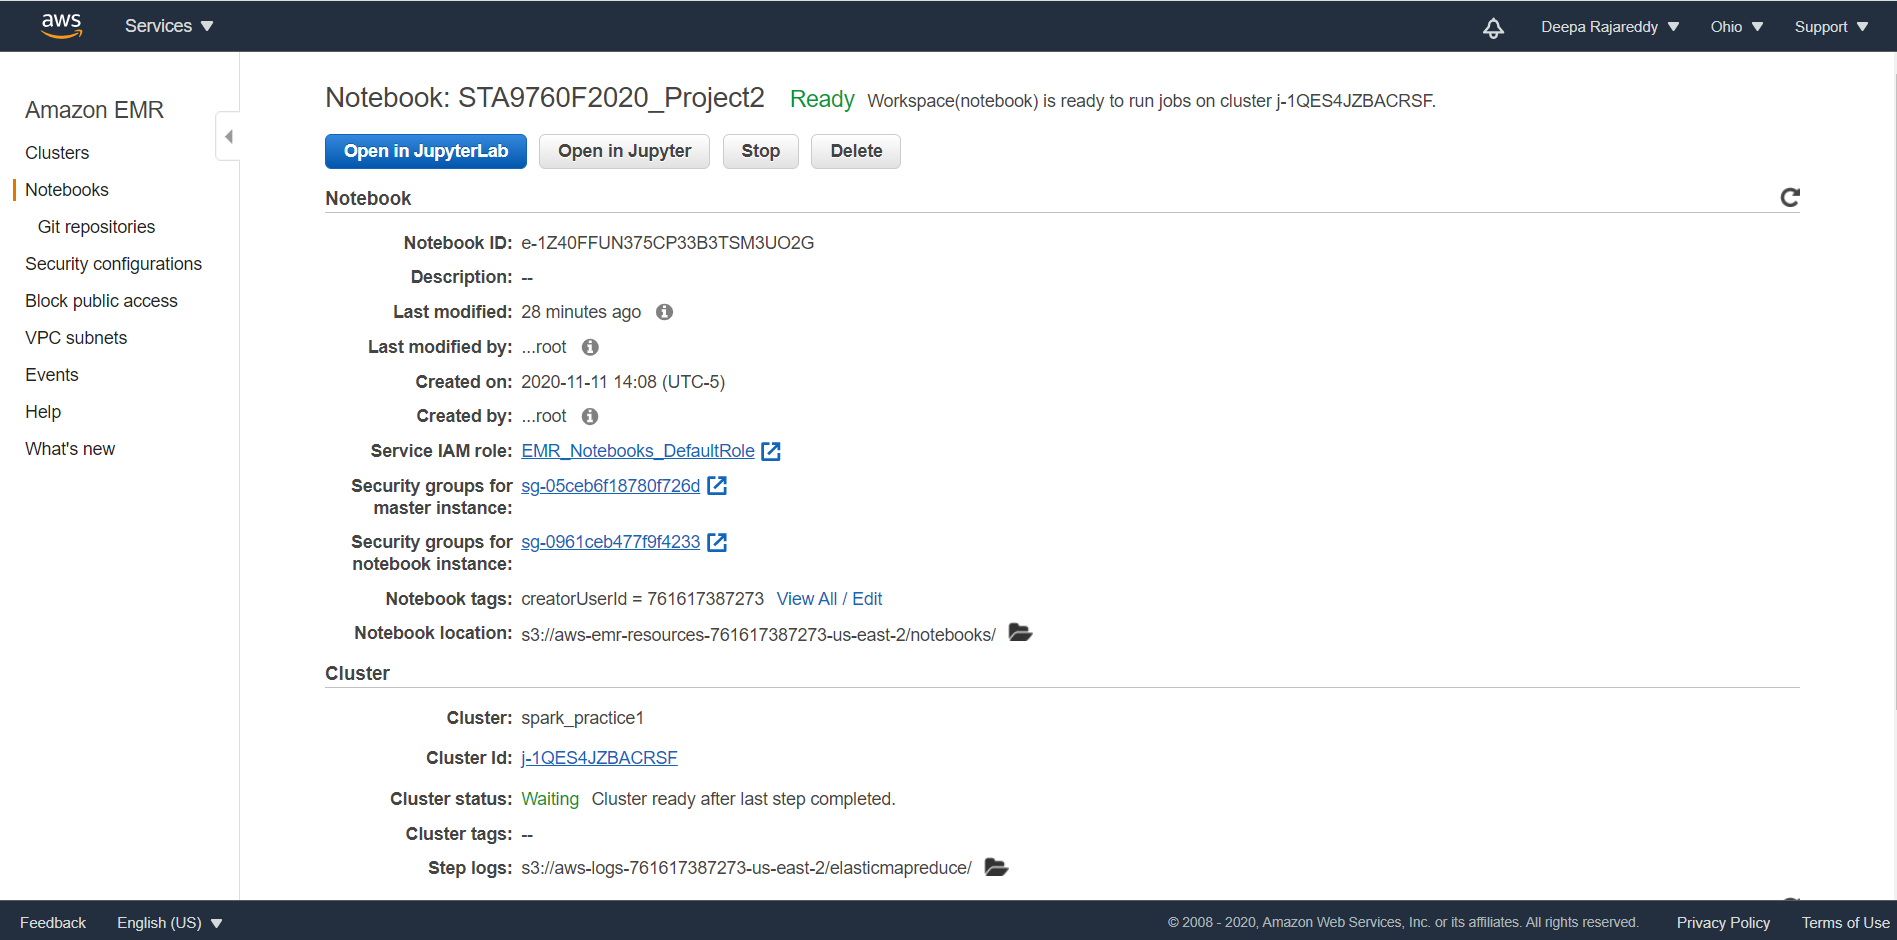 aws Services Deepa Rajareddy Ohio Support
Amazon EMR
Clusters
Notebooks
Git repositories
Security configurations
Block public access
VPC subnets
Events
Help
What's new
Notebook: STA9760F2020_Project2 Ready Workspace(notebook) is ready to run jobs on cluster j-1QES4JZBACRSF.
Open in JupyterLab Open in Jupyter Stop Delete
Notebook
Notebook ID: e-1Z40FFUN375CP33B3TSM3UO2G
Description: --
Last modified: 28 minutes ago
Last modified by: ...root
Created on: 2020-11-11 14:08 (UTC-5)
Created by: ...root
Service IAM role: EMR_Notebooks_DefaultRole
Security groups for sg-05ceb6f18780f726d
master instance:
Security groups for sg-0961ceb477f9f4233
notebook instance:
Notebook tags: creatorUserId = 761617387273 View All / Edit
Notebook location: s3://aws-emr-resources-761617387273-us-east-2/notebooks/
Cluster
Cluster: spark_practice1
Cluster Id: j-1QES4JZBACRSF
Cluster status: Waiting Cluster ready after last step completed.
Cluster tags: --
Step logs: s3://aws-logs-761617387273-us-east-2/elasticmapreduce/
Feedback English (US) © 2008 - 2020, Amazon Web Services, Inc. or its affiliates. All rights reserved. Privacy Policy Terms of Use